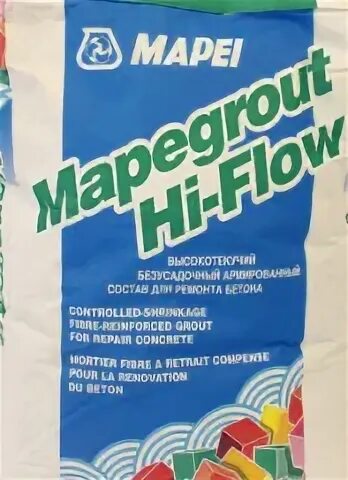 MAPEI
Mapegrout
Hi-Flow
ВЫСОКОТЕКУЧИЙ
БЕЗУСАДОЧНЫЙ АРМИРОВАННЫЙ
СОСТАВ ДЛЯ РЕМОНТА БЕТОНА
CONTROLLED-SHRINKAGE
FIBRE-REINFORCED GROUT
FOR REPAIR CONCRETE
MORTIER FIBRE A RETRAIT COMPENSE
POUR LA RENOVATION
DU BETON